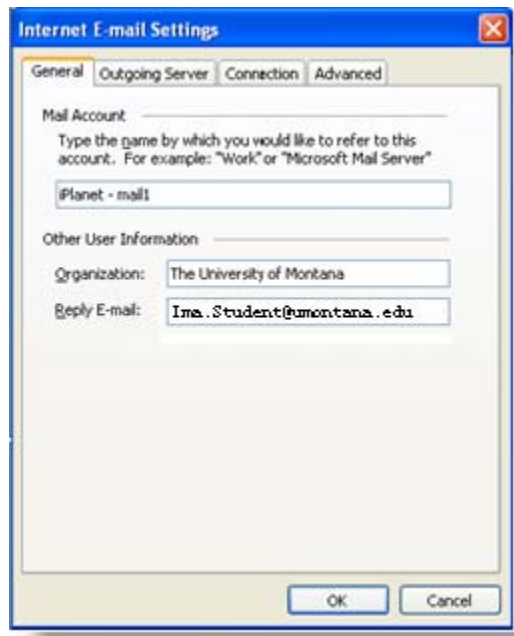 Internet E-mail Settings
General Outgoing Server Connection Advanced
Mail Account
Type the name by which you would like to refer to this
account. For example: "Work" or "Microsoft Mail Server"
iPlanet - mail1
Other User Information
Organization: The University of Montana
Reply E-mail: Ima.Student@umontana.edu
OK Cancel